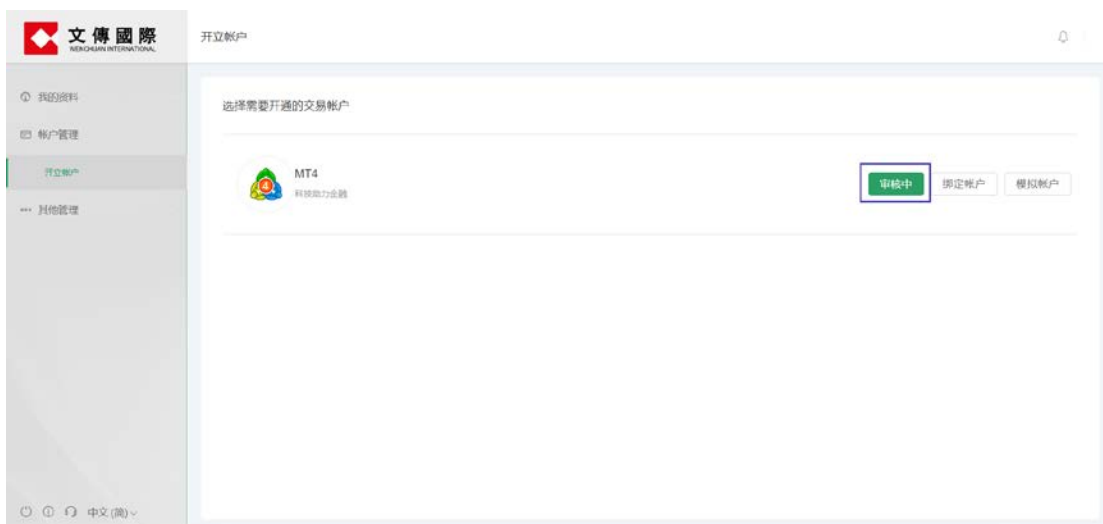 文傳國際
WENCHUAN INTERNATIONAL
开立帐户
我的资料
帐户管理
开立帐户
其他管理
选择需要开通的交易帐户
MT4
科技助力金融
审核中
绑定帐户
模拟帐户
中文(简)